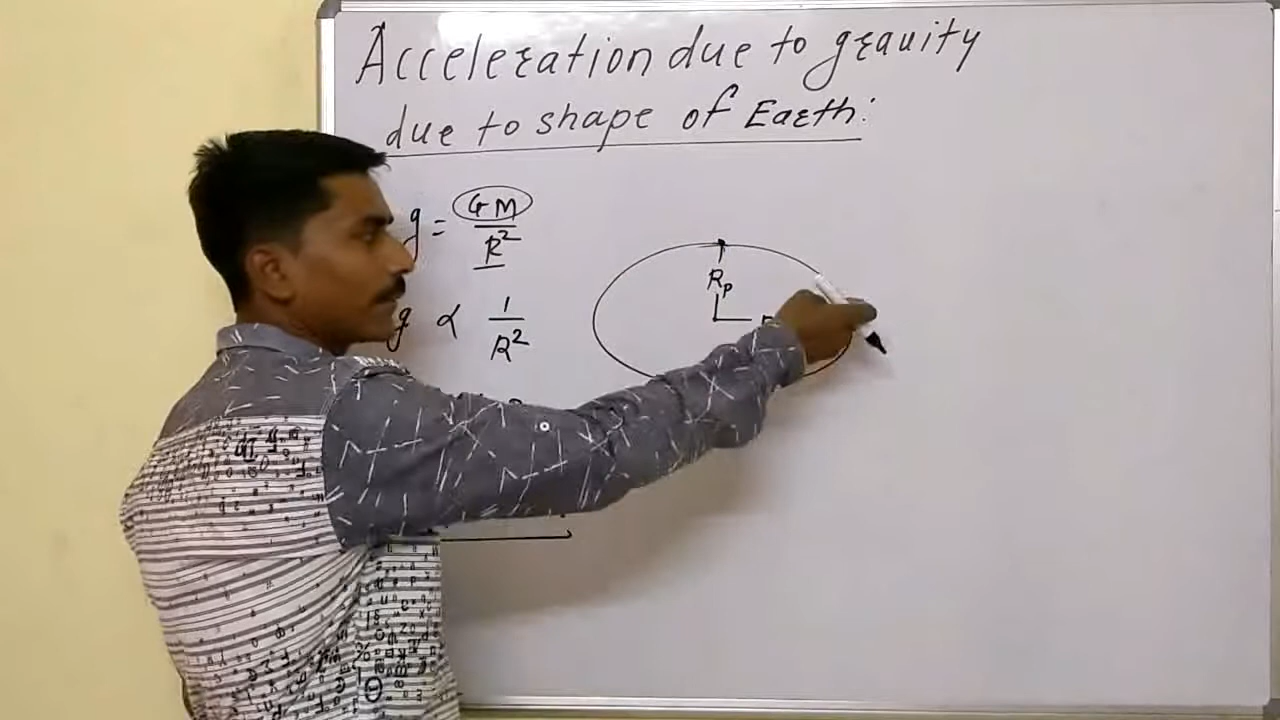 Acceleration due to gravity
due to shape of Earth:
g = GM / R²
g ∝ 1 / R²
Rp